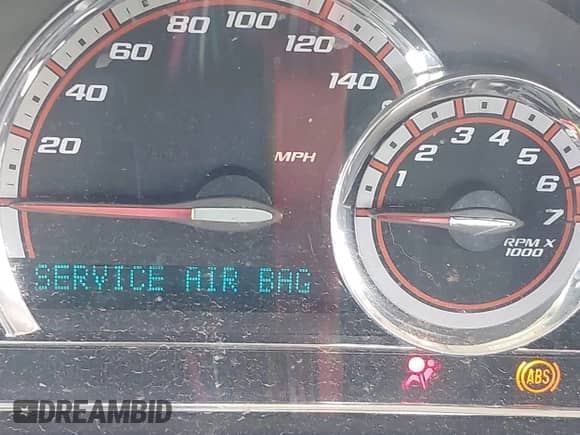 80 100
60 120
40 140
20
MPH
1 2 3 4 5 6 7
RPM X
1000
SERVICE AIR BAG
ABS
DREAMBID